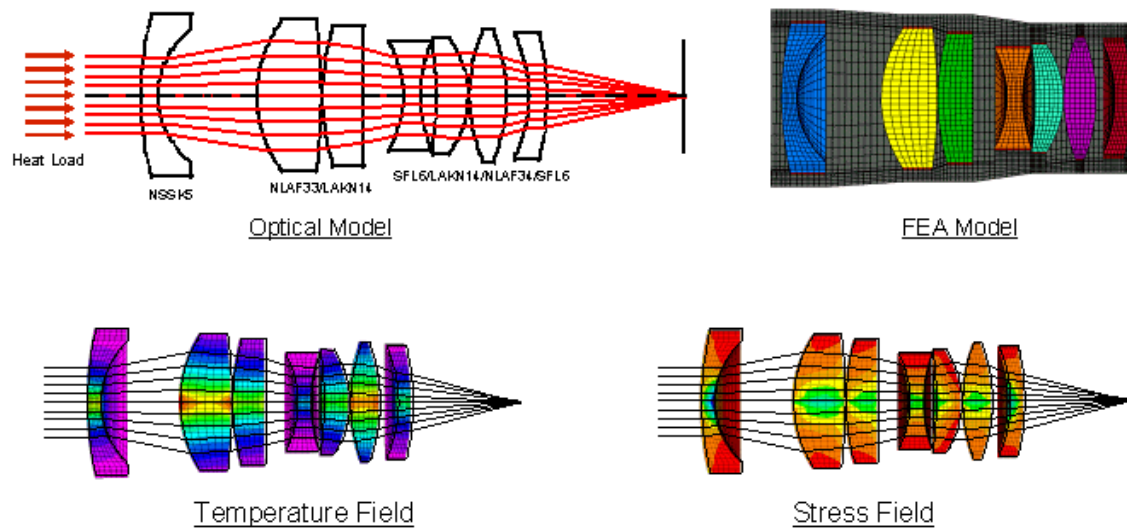 Heat Load
NSSK5
NLAF33/LAKN14
SFL6/LAKN14/NLAF34/SFL6
Optical Model
FEA Model
Temperature Field
Stress Field